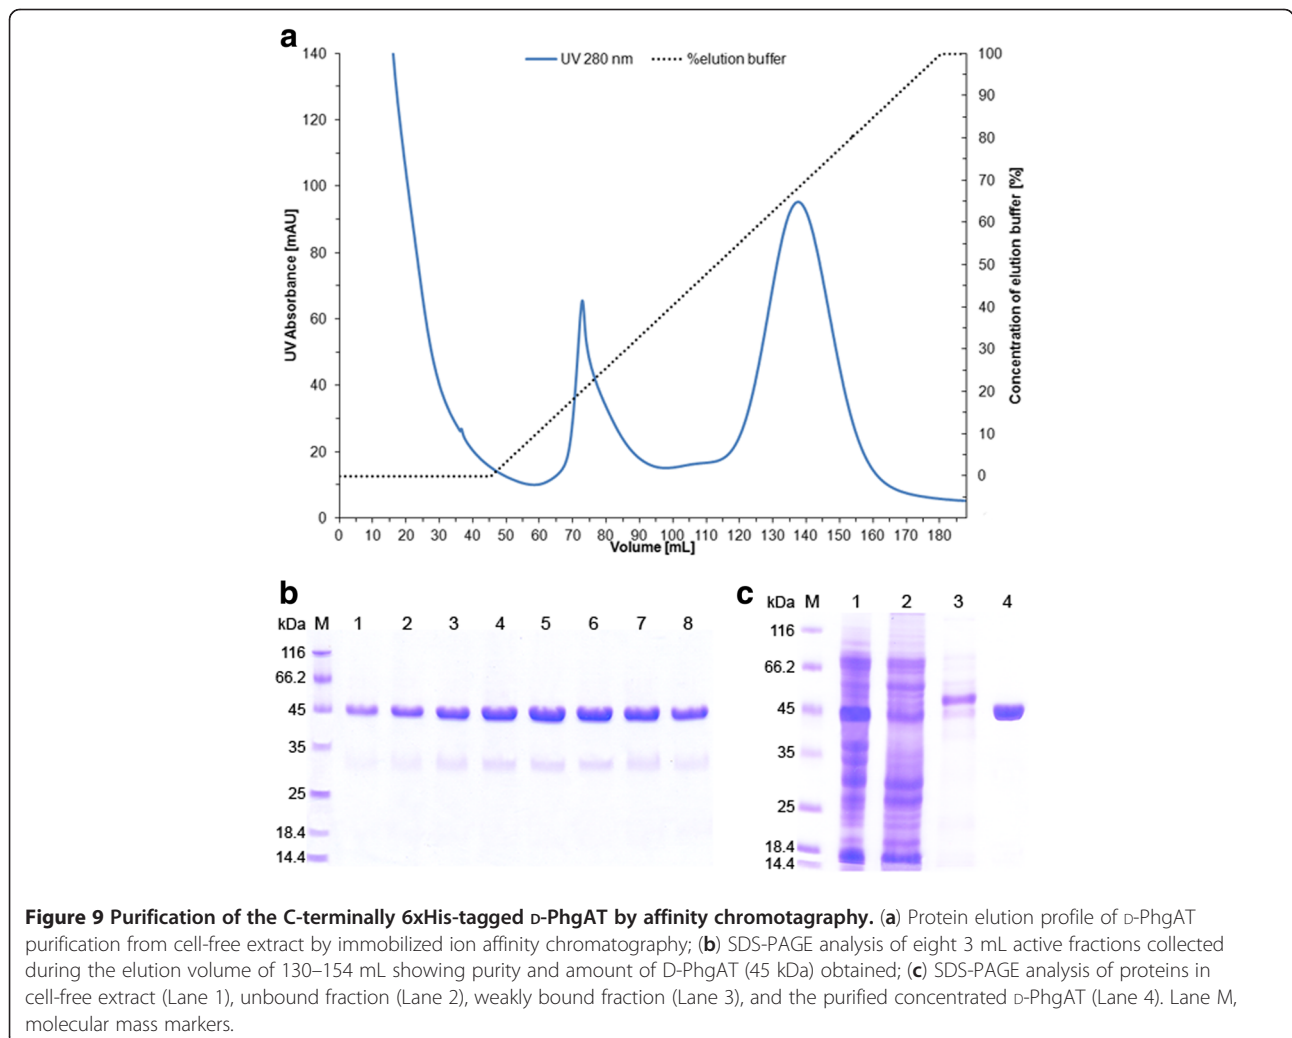 a
UV 280 nm %elution buffer
140
120
100
80
60
40
20
0
UV Absorbance [mAU]
100
90
80
70
60
50
40
30
20
10
0
Concentration of elution buffer [%]
0 10 20 30 40 50 60 70 80 90 100 110 120 130 140 150 160 170 180
Volume [mL]
b
kDa M 1 2 3 4 5 6 7 8
116
66.2
45
35
25
18.4
14.4
c
kDa M 1 2 3 4
116
66.2
45
35
25
18.4
14.4
Figure 9 Purification of the C-terminally 6xHis-tagged D-PhgAT by affinity chromotagraphy. (a) Protein elution profile of D-PhgAT
purification from cell-free extract by immobilized ion affinity chromatography; (b) SDS-PAGE analysis of eight 3 mL active fractions collected
during the elution volume of 130–154 mL showing purity and amount of D-PhgAT (45 kDa) obtained; (c) SDS-PAGE analysis of proteins in
cell-free extract (Lane 1), unbound fraction (Lane 2), weakly bound fraction (Lane 3), and the purified concentrated D-PhgAT (Lane 4). Lane M,
molecular mass markers.